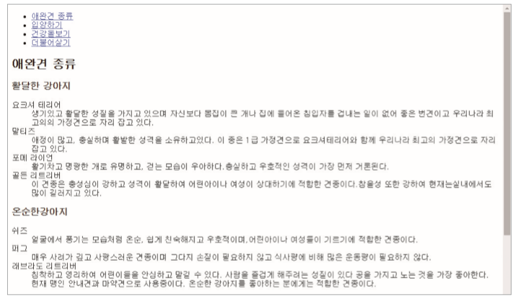 애완견 종류
입양하기
건강돌보기
더불어살기
애완견 종류
활달한 강아지
요크셔 테리어
생기있고 활달한 성질을 가지고 있으며 자신보다 몸집이 큰 개나 집에 들어온 침입자를 겁내는 일이 없어 좋은 번견이고 우리나라 최
고의의 가정견으로 자리 잡고 있다.
말티즈
애정이 많고, 충실하며 활발한 성격을 소유하고있다. 이 종은 1급 가정견으로 요크셔테리어와 함께 우리나라 최고의 가정견으로 자리
잡고 있다.
포메 라이언
활기차고 명랑한 개로 유명하고, 걷는 모습이 우아하다.충실하고 우호적인 성격이 가장 먼저 거론된다.
골든 리트리버
이 견종은 충성심이 강하고 성격이 활달하여 어린아이나 여성이 상대하기에 적합한 견종이다.참을성 또한 강하여 현재는실내에서도
많이 길러지고 있다.
온순한강아지
쉬즈
얼굴에서 풍기는 모습처럼 온순, 쉽게 친숙해지고 우호적이며,어린아이나 여성들이 기르기에 적합한 견종이다.
퍼그
매우 사려가 깊고 사랑스러운 견종이며 그다지 손질이 필요하지 않고 식사량에 비해 많은 운동량이 필요하지 않다.
래브라도 리트리버
침착하고 영리하여 어린이들을 안심하고 맡길 수 있다. 사람을 즐겁게 해주려는 성질이 있다 공을 가지고 노는 것을 가장 좋아한다.
현재 맹인 안내견과 마약견으로 사용중이다. 온순한 강아지를 좋아하는 분에게는 적합한 견종이다.